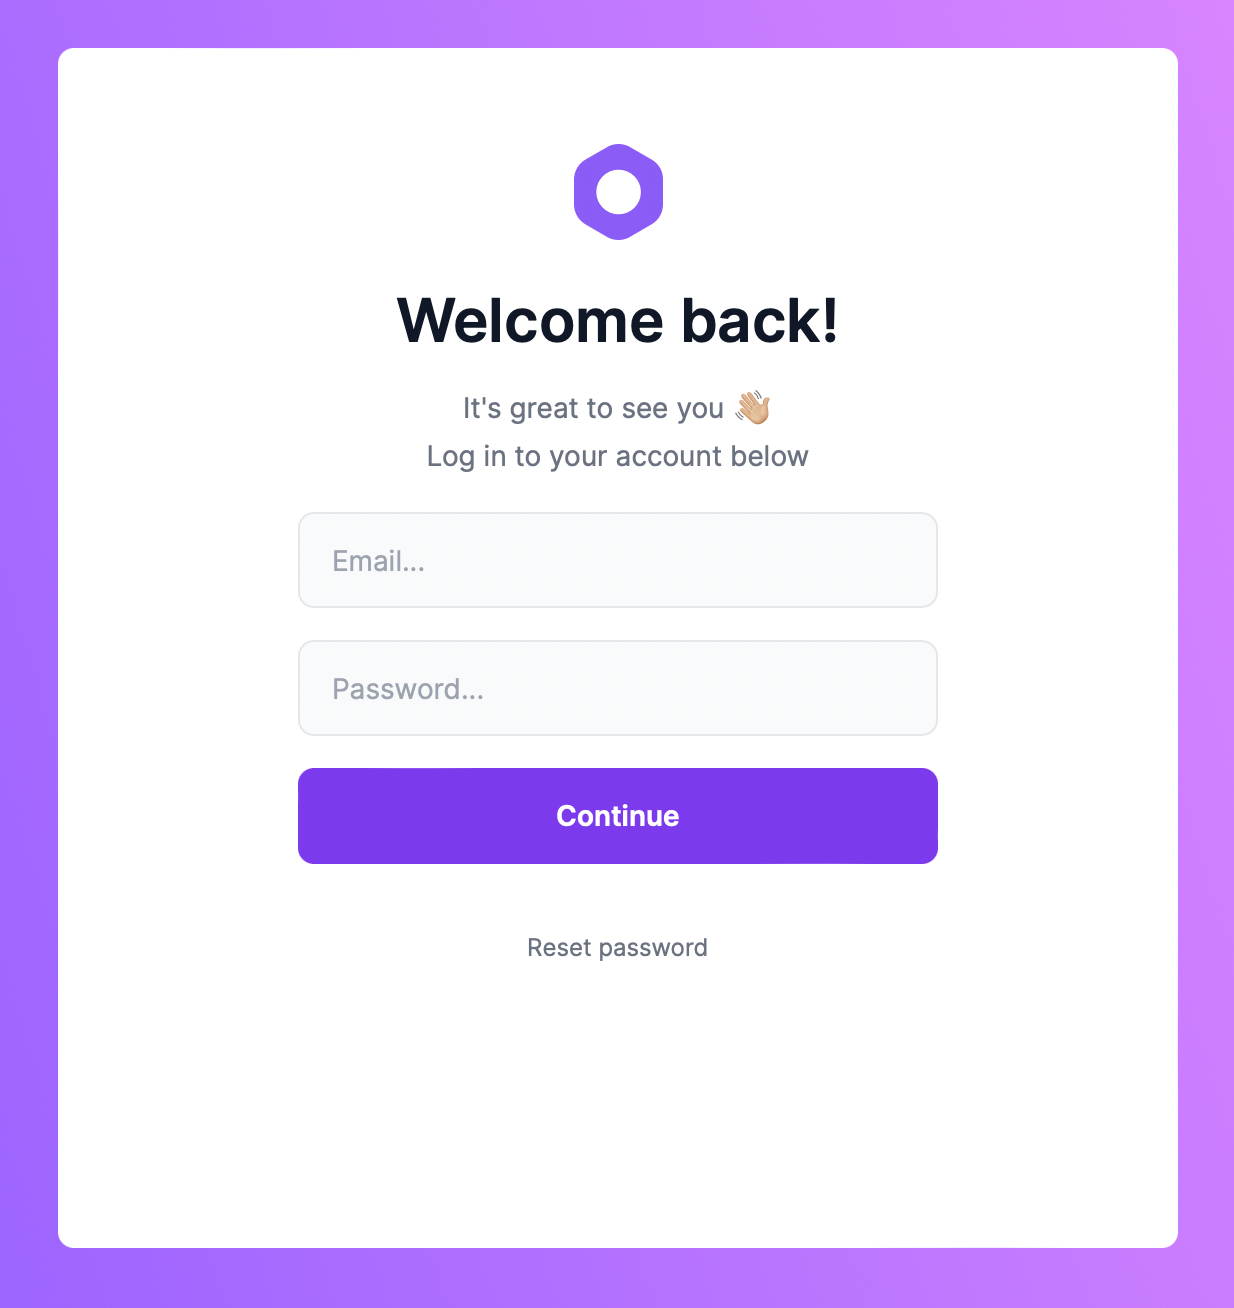 Welcome back!
It's great to see you 👋🏼
Log in to your account below
Email...
Password...
Continue
Reset password